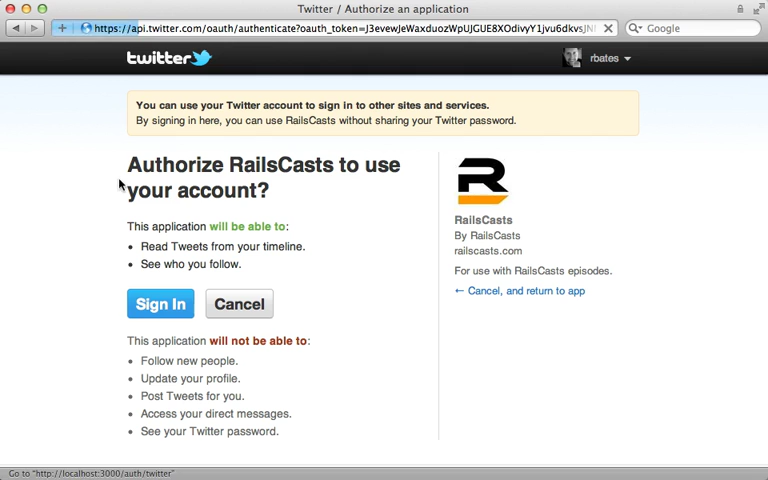 Twitter / Authorize an application
https://api.twitter.com/oauth/authenticate?oauth_token=
Google
twitter
rbates
You can use your Twitter account to sign in to other sites and services.
By signing in here, you can use RailsCasts without sharing your Twitter password.
Authorize RailsCasts to use
your account?
This application will be able to:
• Read Tweets from your timeline.
• See who you follow.
Sign In Cancel
This application will not be able to:
• Follow new people.
• Update your profile.
• Post Tweets for you.
• Access your direct messages.
• See your Twitter password.
R
RailsCasts
By RailsCasts
railscasts.com
For use with RailsCasts episodes.
← Cancel, and return to app
Go to "http://localhost:3000/auth/twitter"